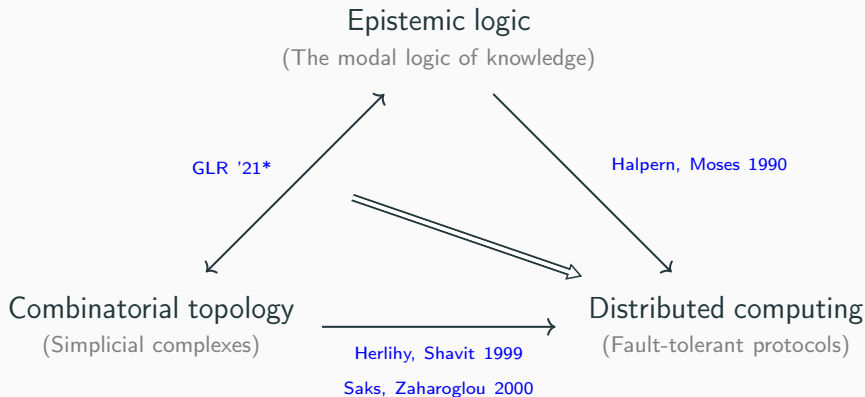 Epistemic logic
(The modal logic of knowledge)
GLR '21*
Halpern, Moses 1990
Combinatorial topology
(Simplicial complexes)
Distributed computing
(Fault-tolerant protocols)
Herlihy, Shavit 1999
Saks, Zaharoglou 2000